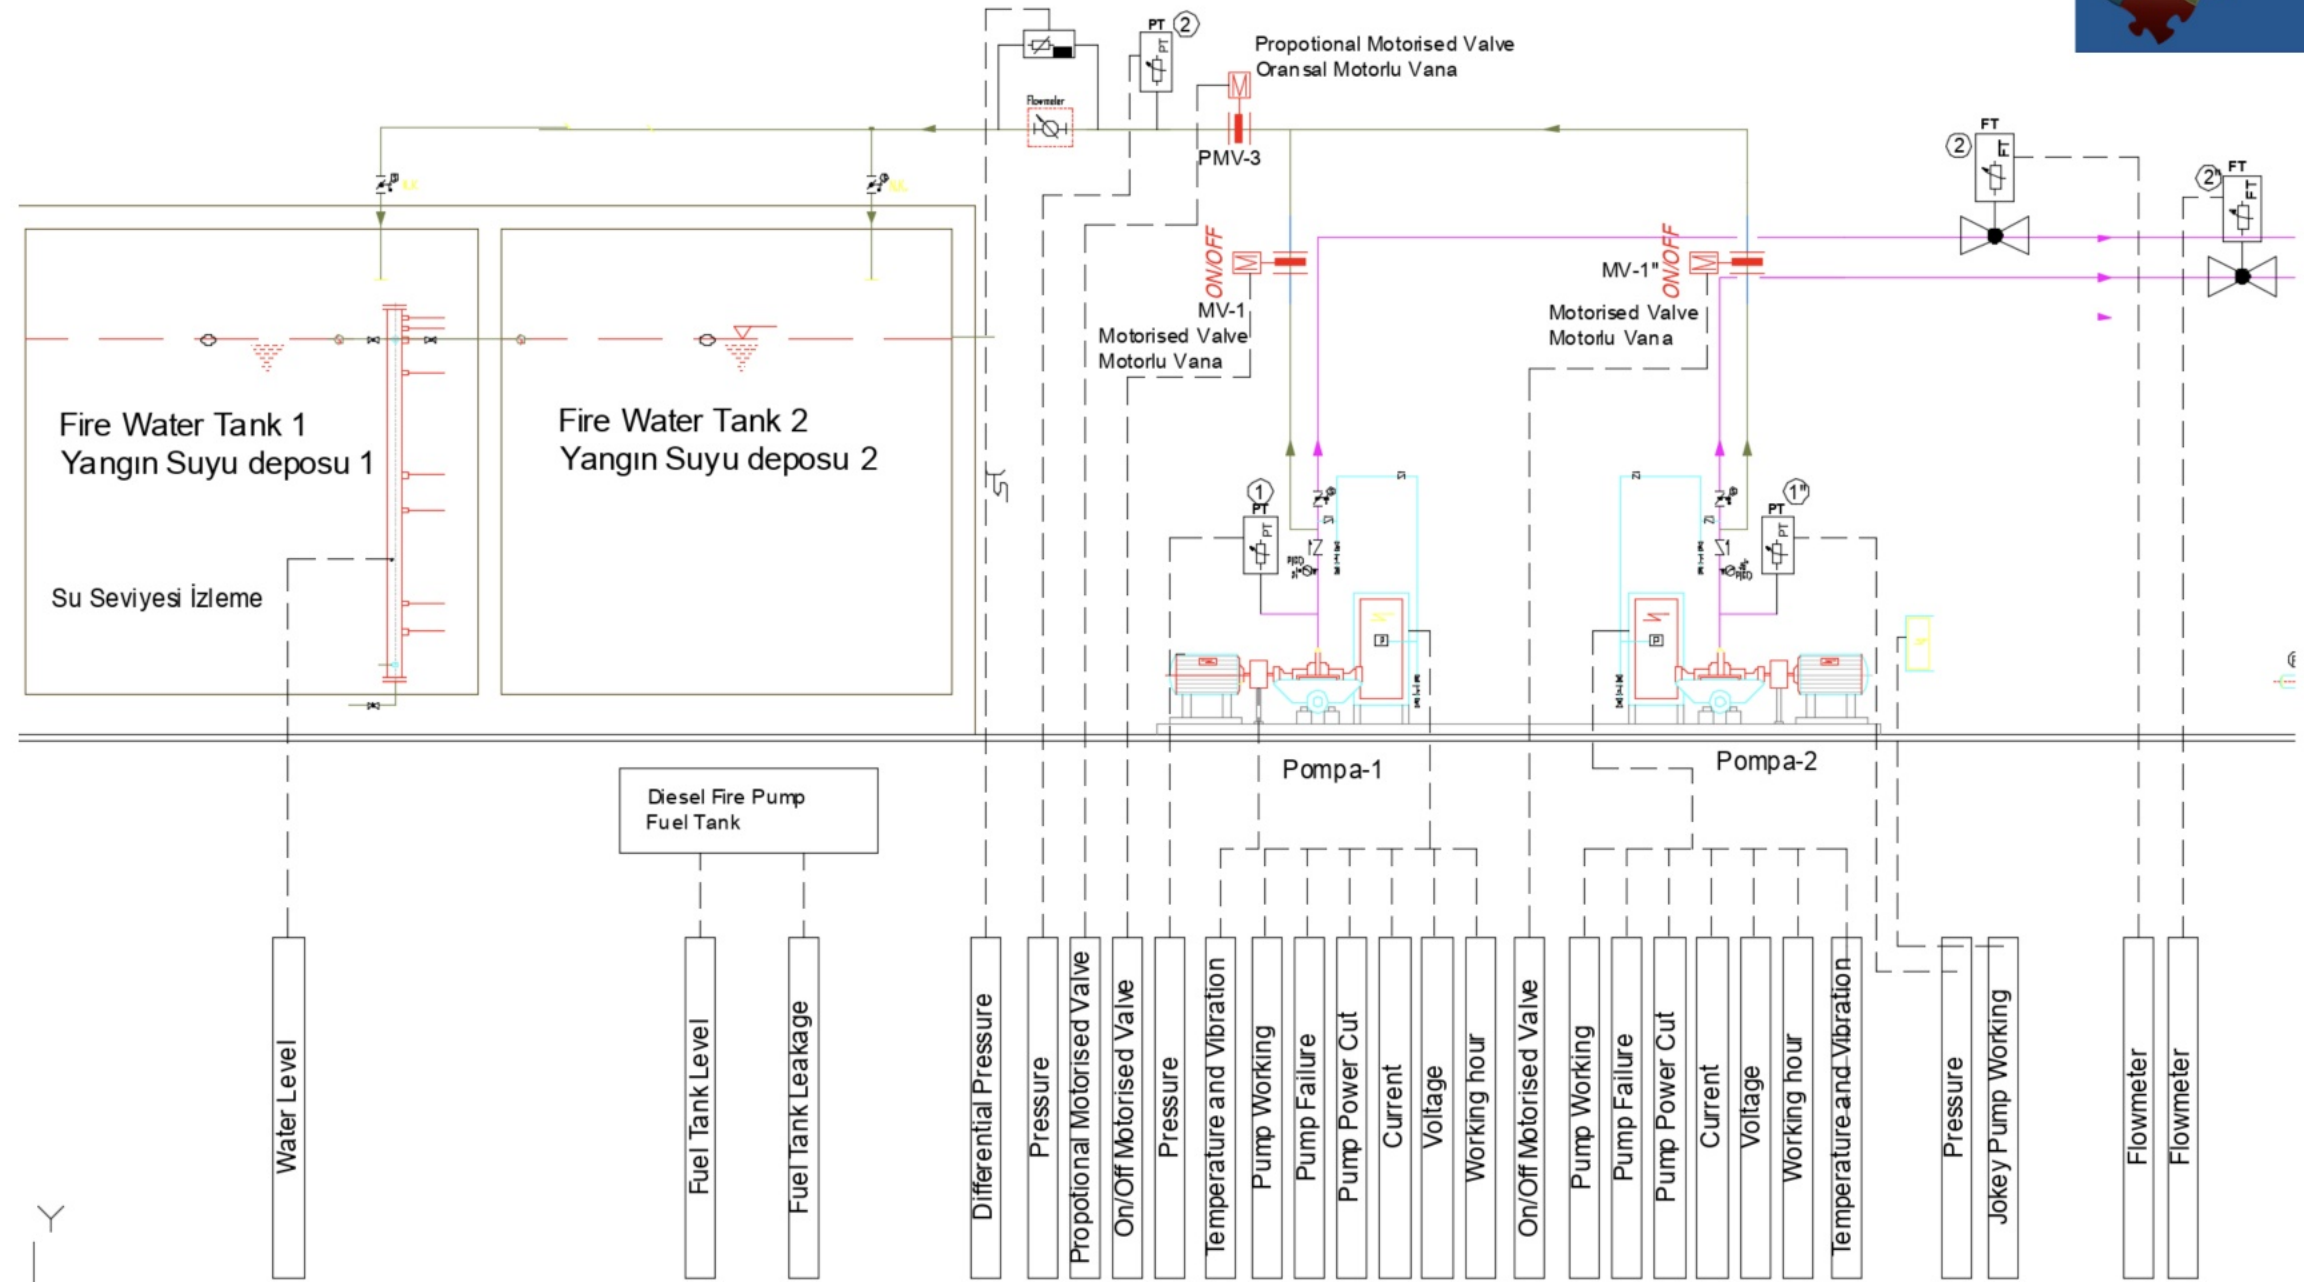 PT
2
PT
Propotional Motorised Valve
Oransal Motorlu Vana
Flowmeter
PMV-3
FT
2
FT
FT
2"
FT
ON/OFF
MV-1
Motorised Valve
Motorlu Vana
MV-1"
ON/OFF
Motorised Valve
Motorlu Vana
Fire Water Tank 1
Yangın Suyu deposu 1
Fire Water Tank 2
Yangın Suyu deposu 2
Su Seviyesi İzleme
1
PT
PT
1"
PT
PT
P
P
Pompa-1
Pompa-2
Diesel Fire Pump
Fuel Tank
Water Level
Fuel Tank Level
Fuel Tank Leakage
Differential Pressure
Pressure
Propotional Motorised Valve
On/Off Motorised Valve
Pressure
Temperature and Vibration
Pump Working
Pump Failure
Pump Power Cut
Current
Voltage
Working hour
On/Off Motorised Valve
Pump Working
Pump Failure
Pump Power Cut
Current
Voltage
Working hour
Temperature and Vibration
Pressure
Jokey Pump Working
Flowmeter
Flowmeter
Y